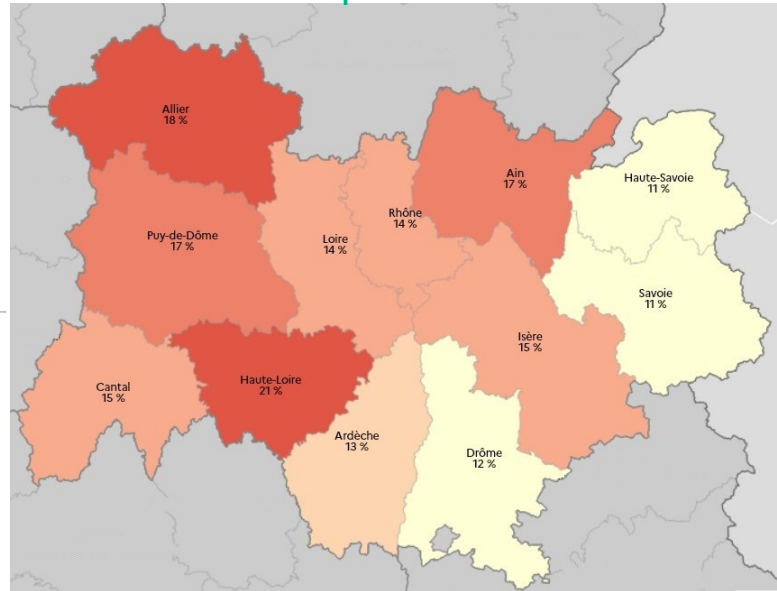 Allier
18 %
Ain
17 %
Haute-Savoie
11 %
Rhône
14 %
Puy-de-Dôme
17 %
Loire
14 %
Savoie
11 %
Isère
15 %
Cantal
15 %
Haute-Loire
21 %
Ardèche
13 %
Drôme
12 %